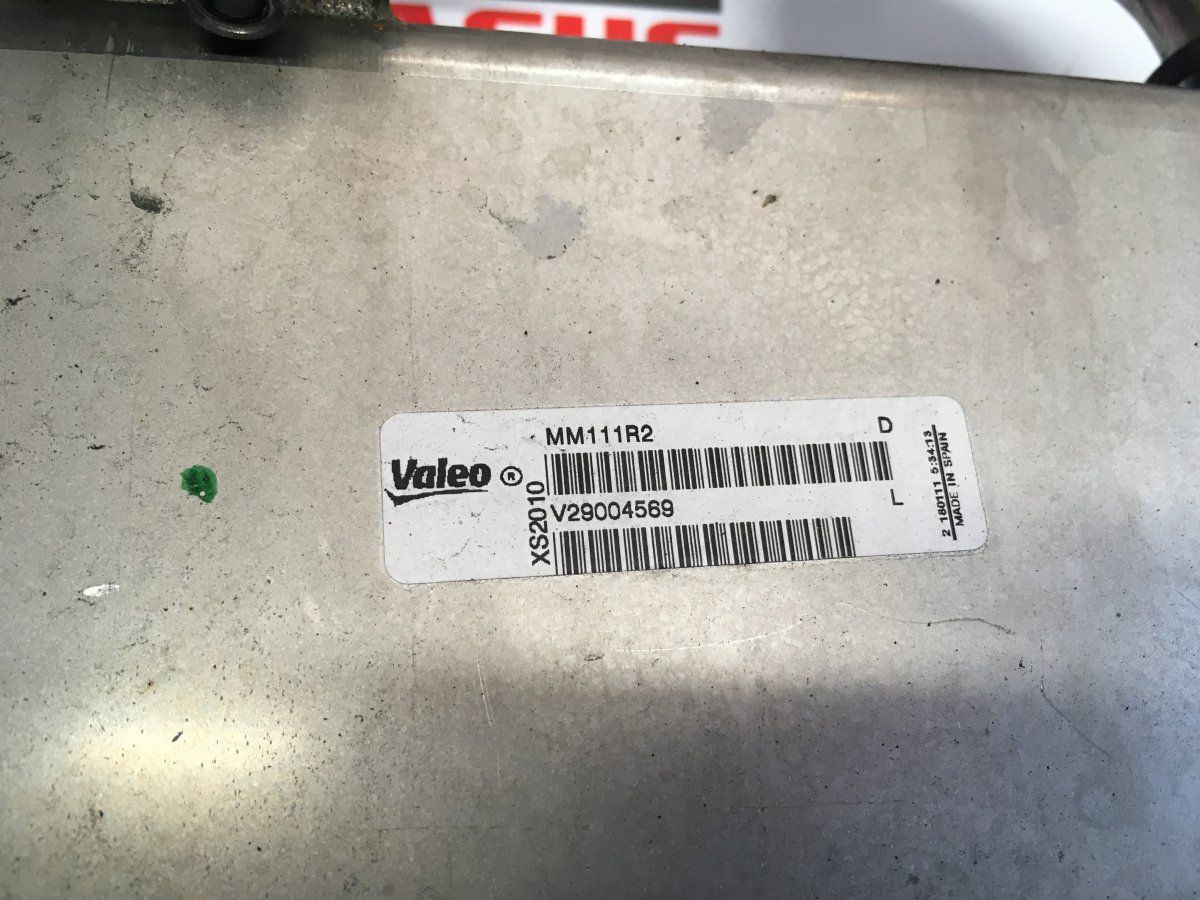 Valeo ®
XS2010
MM111R2
D
V29004569
L
2 180111 5:34:13
MADE IN SPAIN